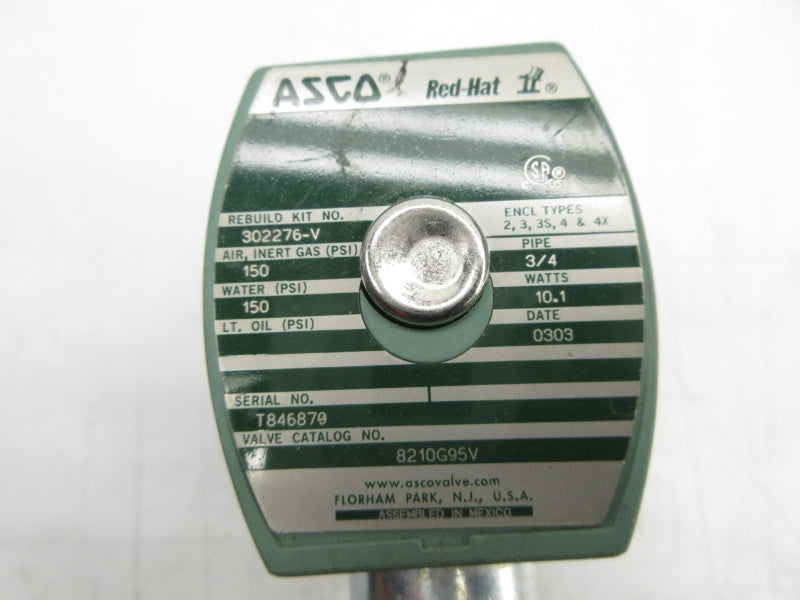 ASCO® Red-Hat II®
SA®
C US
REBUILD KIT NO.
302276-V
AIR, INERT GAS (PSI)
150
WATER (PSI)
150
LT. OIL (PSI)
ENCL TYPES
2, 3, 3S, 4 & 4X
PIPE
3/4
WATTS
10.1
DATE
0303
SERIAL NO.
T846879
VALVE CATALOG NO.
8210G95V
www.ascovalve.com
FLORHAM PARK, N.J., U.S.A.
ASSEMBLED IN MEXICO